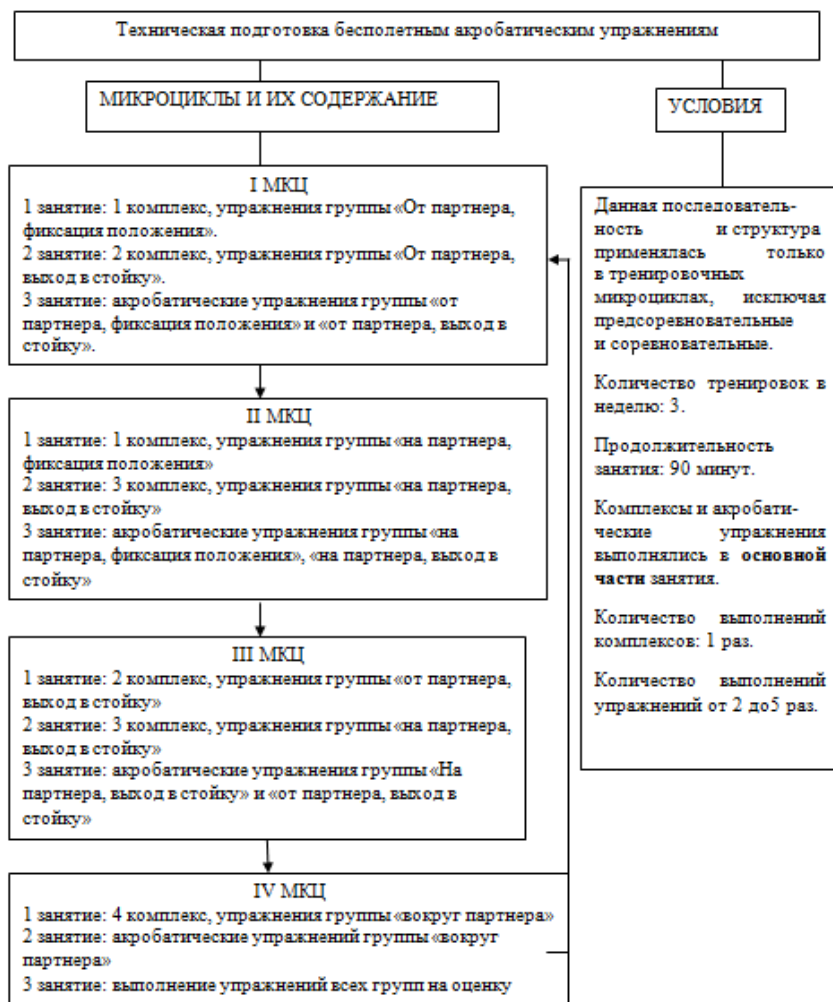 Техническая подготовка бесполетным акробатическим упражнениям
МИКРОЦИКЛЫ И ИХ СОДЕРЖАНИЕ
УСЛОВИЯ
I МКЦ
1 занятие: 1 комплекс, упражнения группы «От партнера,
фиксация положения».
2 занятие: 2 комплекс, упражнения группы «От партнера,
выход в стойку».
3 занятие: акробатические упражнения группы «от
партнера, фиксация положения» и «от партнера, выход в
стойку».
II МКЦ
1 занятие: 1 комплекс, упражнения группы «на партнера,
фиксация положения»
2 занятие: 3 комплекс, упражнения группы «на партнера,
выход в стойку»
3 занятие: акробатические упражнения группы «на
партнера, фиксация положения», «на партнера, выход в
стойку»
III МКЦ
1 занятие: 2 комплекс, упражнения группы «от партнера,
выход в стойку»
2 занятие: 3 комплекс, упражнения группы «на партнера,
выход в стойку»
3 занятие: акробатические упражнения группы «На
партнера, выход в стойку» и «от партнера, выход в
стойку»
IV МКЦ
1 занятие: 4 комплекс, упражнения группы «вокруг партнера»
2 занятие: акробатические упражнений группы «вокруг
партнера»
3 занятие: выполнение упражнений всех групп на оценку
Данная последователь-
ность и структура
применялась только
в тренировочных
микроциклах, исключая
предсоревновательные
и соревновательные.
Количество тренировок в
неделю: 3.
Продолжительность
занятия: 90 минут.
Комплексы и акробати-
ческие упражнения
выполнялись в основной
части занятия.
Количество выполнений
комплексов: 1 раз.
Количество выполнений
упражнений от 2 до5 раз.